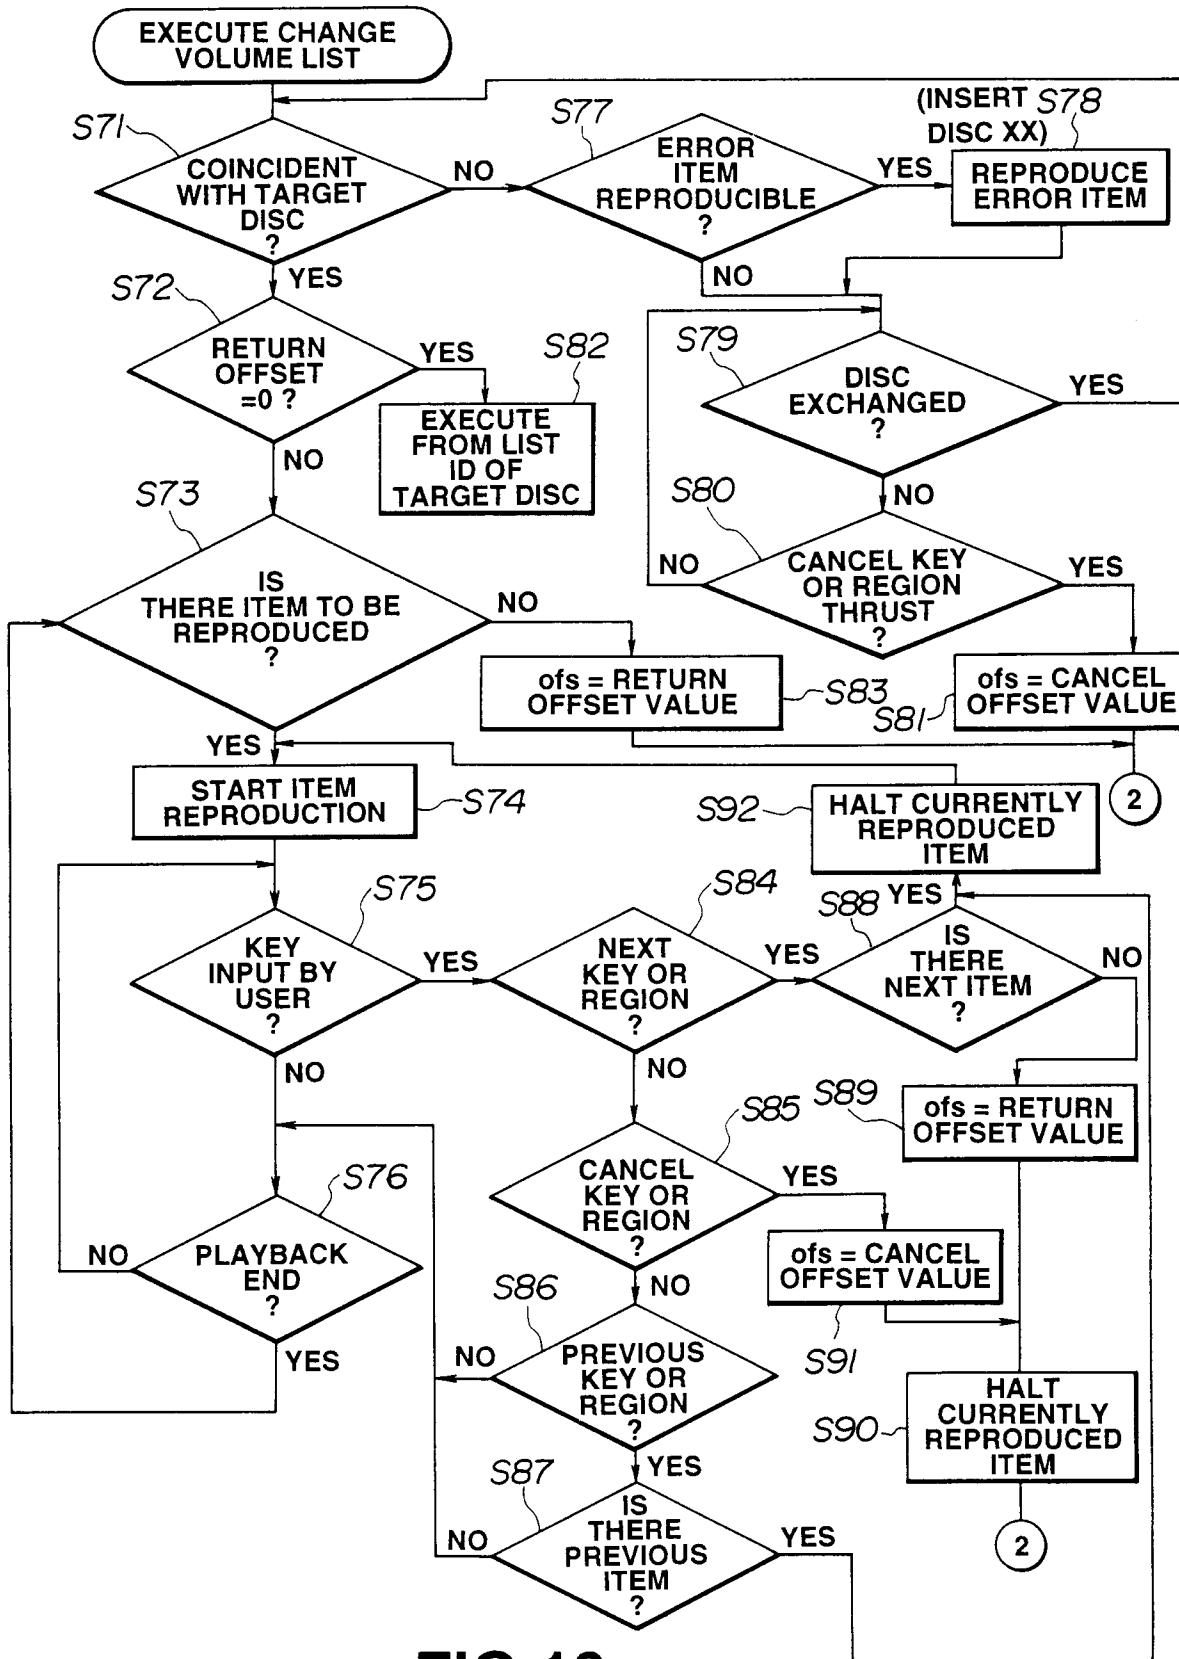 EXECUTE CHANGE
VOLUME LIST
S71
COINCIDENT
WITH TARGET
DISC
?
NO
YES
S77
ERROR
ITEM
REPRODUCIBLE
?
YES
NO
(INSERT
DISC XX)
S78
REPRODUCE
ERROR ITEM
S72
RETURN
OFFSET
=0 ?
YES
NO
S82
EXECUTE
FROM LIST
ID OF
TARGET DISC
S79
DISC
EXCHANGED
?
YES
NO
S80
CANCEL KEY
OR REGION
THRUST
?
NO
YES
S73
IS
THERE ITEM TO BE
REPRODUCED
?
NO
YES
ofs = RETURN
OFFSET VALUE
S83
S81
ofs = CANCEL
OFFSET VALUE
2
START ITEM
REPRODUCTION
S74
S92
HALT CURRENTLY
REPRODUCED
ITEM
S75
KEY
INPUT BY
USER
?
YES
NO
S84
NEXT
KEY OR
REGION
?
YES
NO
S88
YES
IS
THERE
NEXT ITEM
?
NO
S89
ofs = RETURN
OFFSET VALUE
S85
CANCEL
KEY OR
REGION
?
YES
NO
ofs = CANCEL
OFFSET VALUE
S91
S76
PLAYBACK
END
?
NO
YES
S86
PREVIOUS
KEY OR
REGION
?
NO
YES
S90
HALT
CURRENTLY
REPRODUCED
ITEM
2
S87
IS
THERE
PREVIOUS
ITEM
?
NO
YES